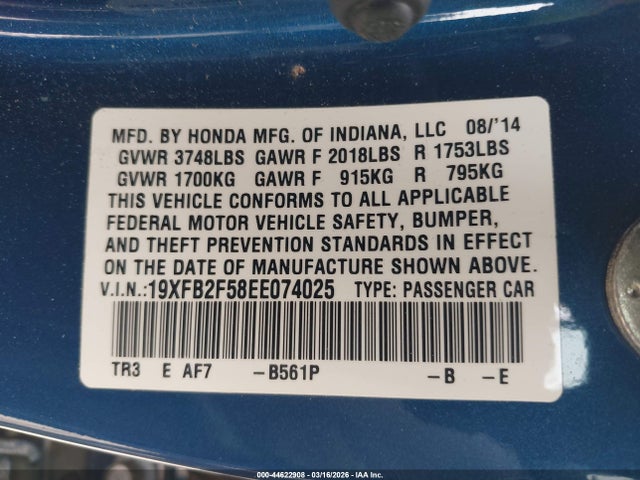 MFD. BY HONDA MFG. OF INDIANA, LLC 08/'14
GVWR 3748LBS GAWR F 2018LBS R 1753LBS
GVWR 1700KG GAWR F 915KG R 795KG
THIS VEHICLE CONFORMS TO ALL APPLICABLE
FEDERAL MOTOR VEHICLE SAFETY, BUMPER,
AND THEFT PREVENTION STANDARDS IN EFFECT
ON THE DATE OF MANUFACTURE SHOWN ABOVE.
V.I.N.:19XFB2F58EE074025 TYPE: PASSENGER CAR
TR3 E AF7 -B561P -B -E
000-44622908 - 03/16/2026 - IAA Inc.